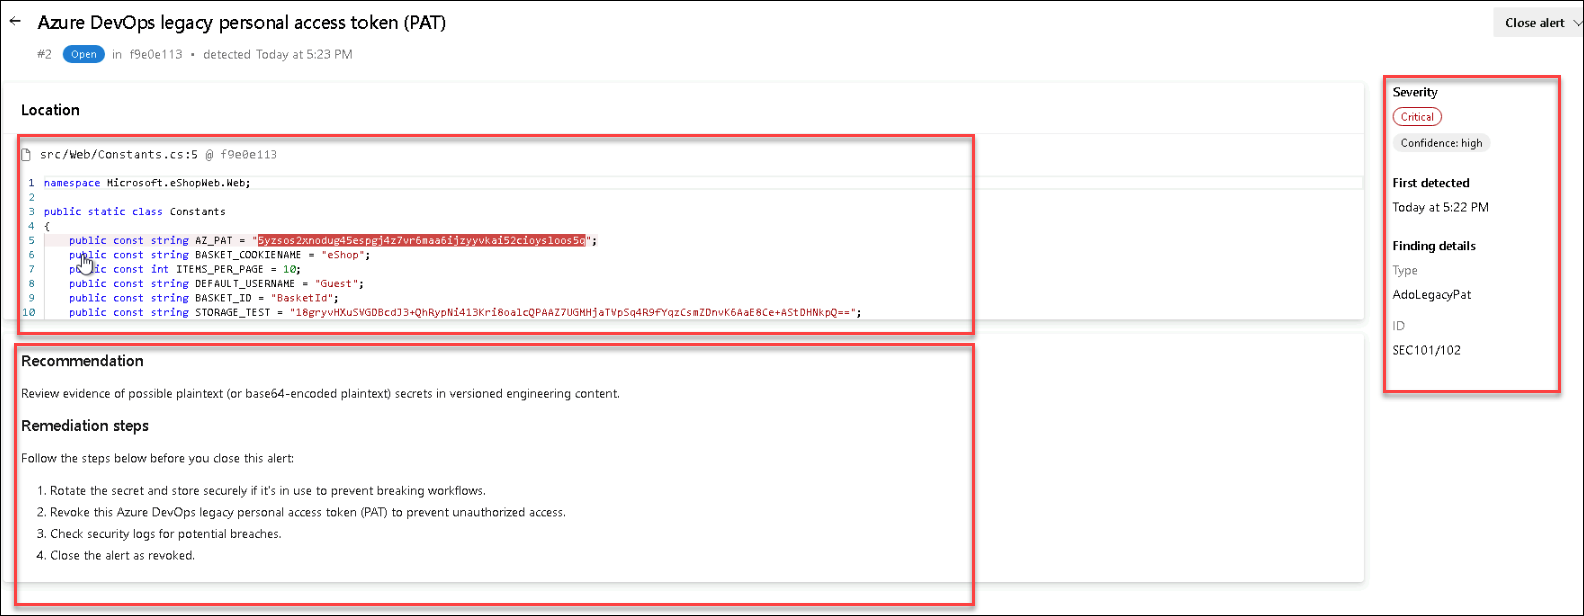 Azure DevOps legacy personal access token (PAT)
Close alert
#2 Open in f9e0e113 • detected Today at 5:23 PM
Location
src/Web/Constants.cs:5 @ f9e0e113
1 namespace Microsoft.eShopWeb.Web;
2
3 public static class Constants
4 {
5 public const string AZ_PAT = "5yzsos2xnodug45espgj4z7vr6maa6ijzyyvkai52cioysloos5q";
6 public const string BASKET_COOKIENAME = "eShop";
7 public const int ITEMS_PER_PAGE = 10;
8 public const string DEFAULT_USERNAME = "Guest";
9 public const string BASKET_ID = "BasketId";
10 public const string STORAGE_TEST = "18gryvHXuSVGDBcdJ3+QhRypNi413Kri8oalcQPAAZ7UGMHjaTVpSq4R9fYqzCsmZDnvK6AaE8Ce+AStDHNkpQ==";
Recommendation
Review evidence of possible plaintext (or base64-encoded plaintext) secrets in versioned engineering content.
Remediation steps
Follow the steps below before you close this alert:
1. Rotate the secret and store securely if it's in use to prevent breaking workflows.
2. Revoke this Azure DevOps legacy personal access token (PAT) to prevent unauthorized access.
3. Check security logs for potential breaches.
4. Close the alert as revoked.
Severity
Critical
Confidence: high
First detected
Today at 5:22 PM
Finding details
Type
AdoLegacyPat
ID
SEC101/102